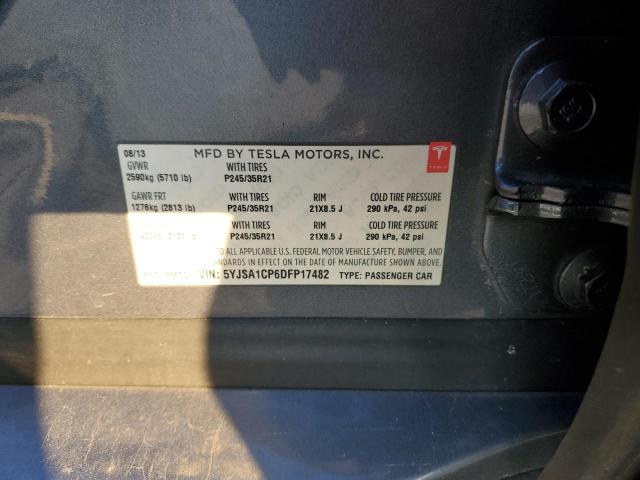 08/13 MFD BY TESLA MOTORS, INC.
GVWR WITH TIRES
2590kg (5710 lb) P245/35R21
GAWR FRT WITH TIRES RIM COLD TIRE PRESSURE
1276kg (2813 lb) P245/35R21 21X8.5 J 290 kPa, 42 psi
WITH TIRES RIM COLD TIRE PRESSURE
P245/35R21 21X8.5 J 290 kPa, 42 psi
TO ALL APPLICABLE U.S. FEDERAL MOTOR VEHICLE SAFETY, BUMPER, AND
STANDARDS IN EFFECT ON THE DATE OF MANUFACTURE SHOWN ABOVE.
VIN: 5YJSA1CP6DFP17482 TYPE: PASSENGER CAR
TESLA